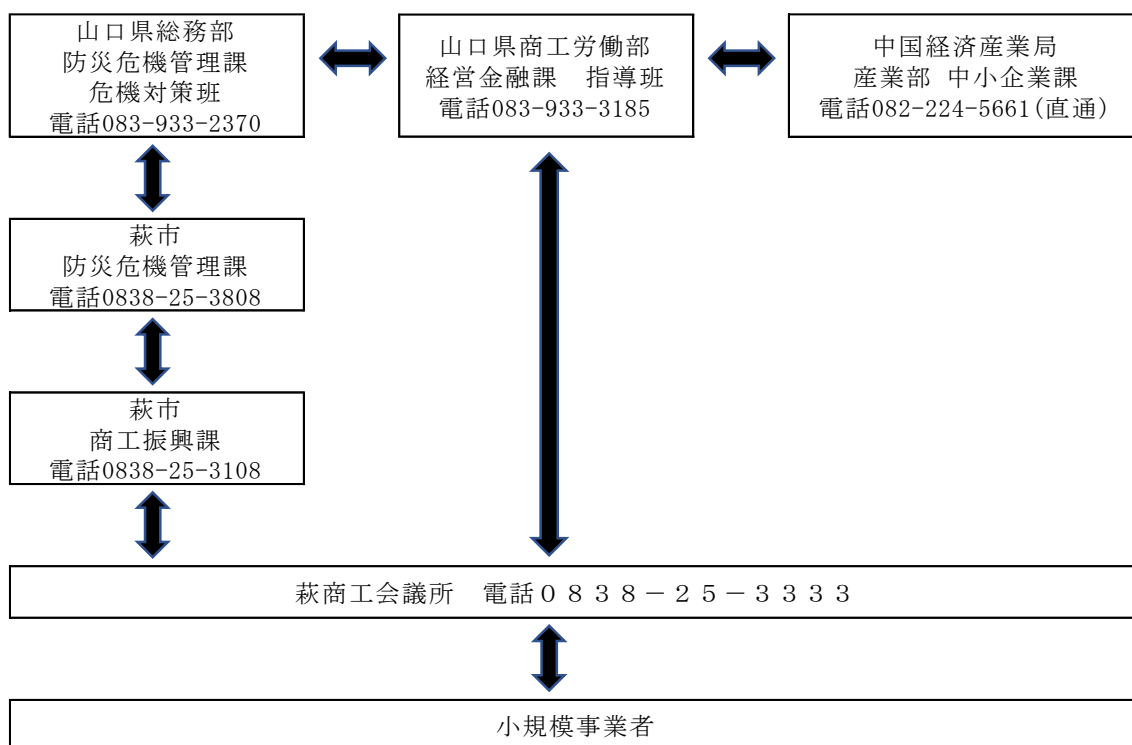 山口県総務部
防災危機管理課
危機対策班
電話083-933-2370
山口県商工労働部
経営金融課　指導班
電話083-933-3185
中国経済産業局
産業部 中小企業課
電話082-224-5661(直通)
萩市
防災危機管理課
電話0838-25-3808
萩市
商工振興課
電話0838-25-3108
萩商工会議所　電話０８３８－２５－３３３３
小規模事業者